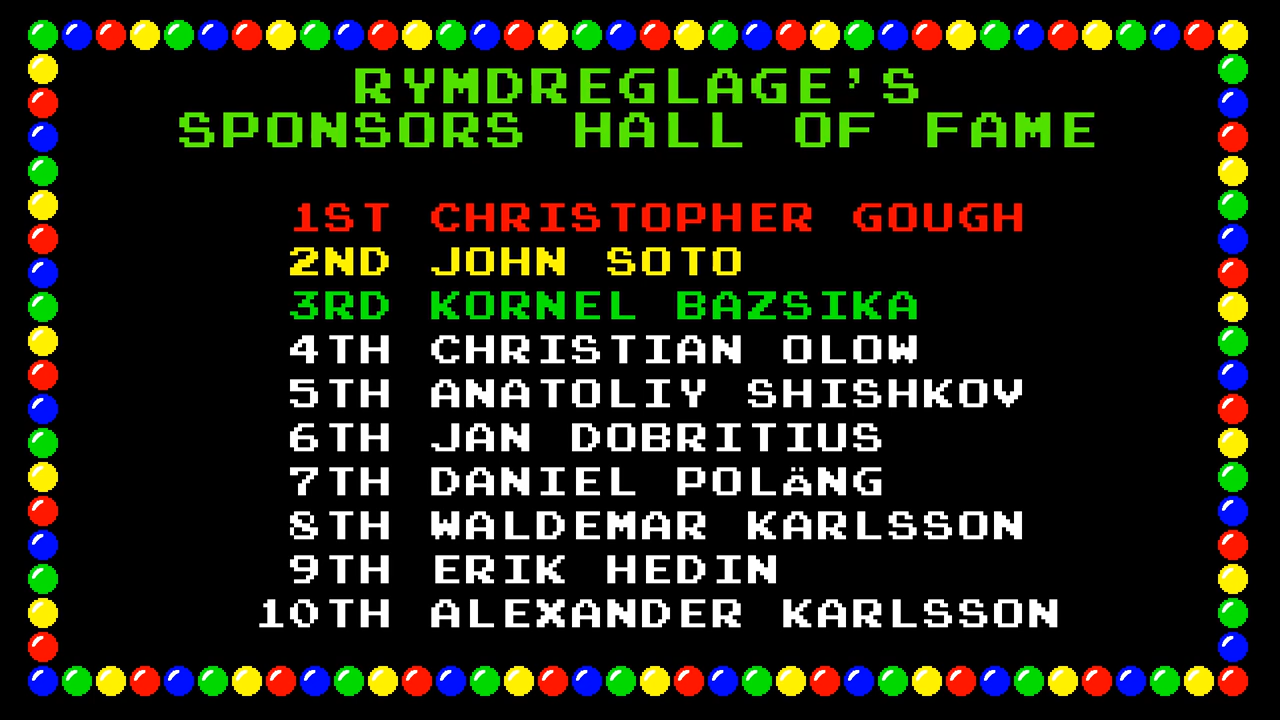 RYMDREGLAGE'S
SPONSORS HALL OF FAME
1ST CHRISTOPHER GOUGH
2ND JOHN SOTO
3RD KORNEL BAZSIKA
4TH CHRISTIAN OLOW
5TH ANATOLIY SHISHKOV
6TH JAN DOBRITIUS
7TH DANIEL POLÄNG
8TH WALDEMAR KARLSSON
9TH ERIK HEDIN
10TH ALEXANDER KARLSSON